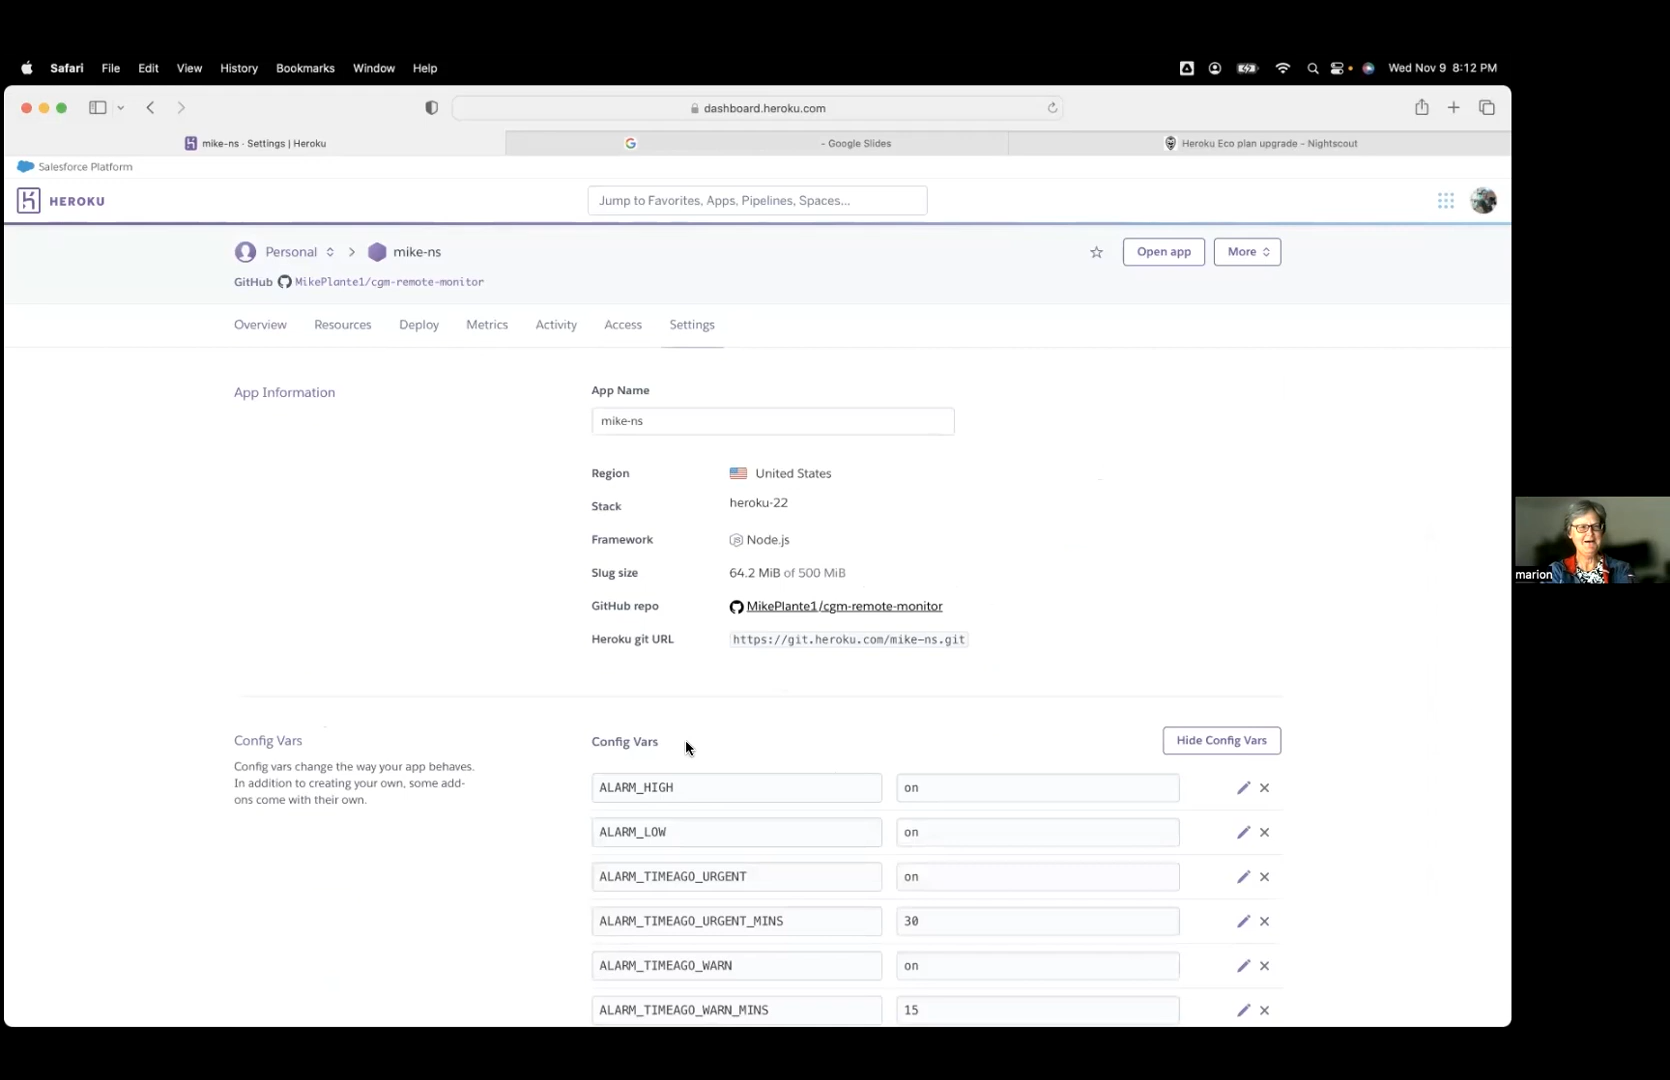 Safari File Edit View History Bookmarks Window Help Wed Nov 9 8:12 PM
dashboard.heroku.com
mike-ns · Settings | Heroku - Google Slides Heroku Eco plan upgrade – Nightscout
Salesforce Platform
HEROKU Jump to Favorites, Apps, Pipelines, Spaces...
Personal mike-ns Open app More
GitHub MikePlante1/cgm-remote-monitor
Overview Resources Deploy Metrics Activity Access Settings
App Information
App Name
mike-ns
Region United States
Stack heroku-22
Framework Node.js
Slug size 64.2 MiB of 500 MiB
GitHub repo MikePlante1/cgm-remote-monitor
Heroku git URL https://git.heroku.com/mike-ns.git
Config Vars
Config vars change the way your app behaves.
In addition to creating your own, some add-
ons come with their own.
Config Vars Hide Config Vars
ALARM_HIGH on
ALARM_LOW on
ALARM_TIMEAGO_URGENT on
ALARM_TIMEAGO_URGENT_MINS 30
ALARM_TIMEAGO_WARN on
ALARM_TIMEAGO_WARN_MINS 15
marion